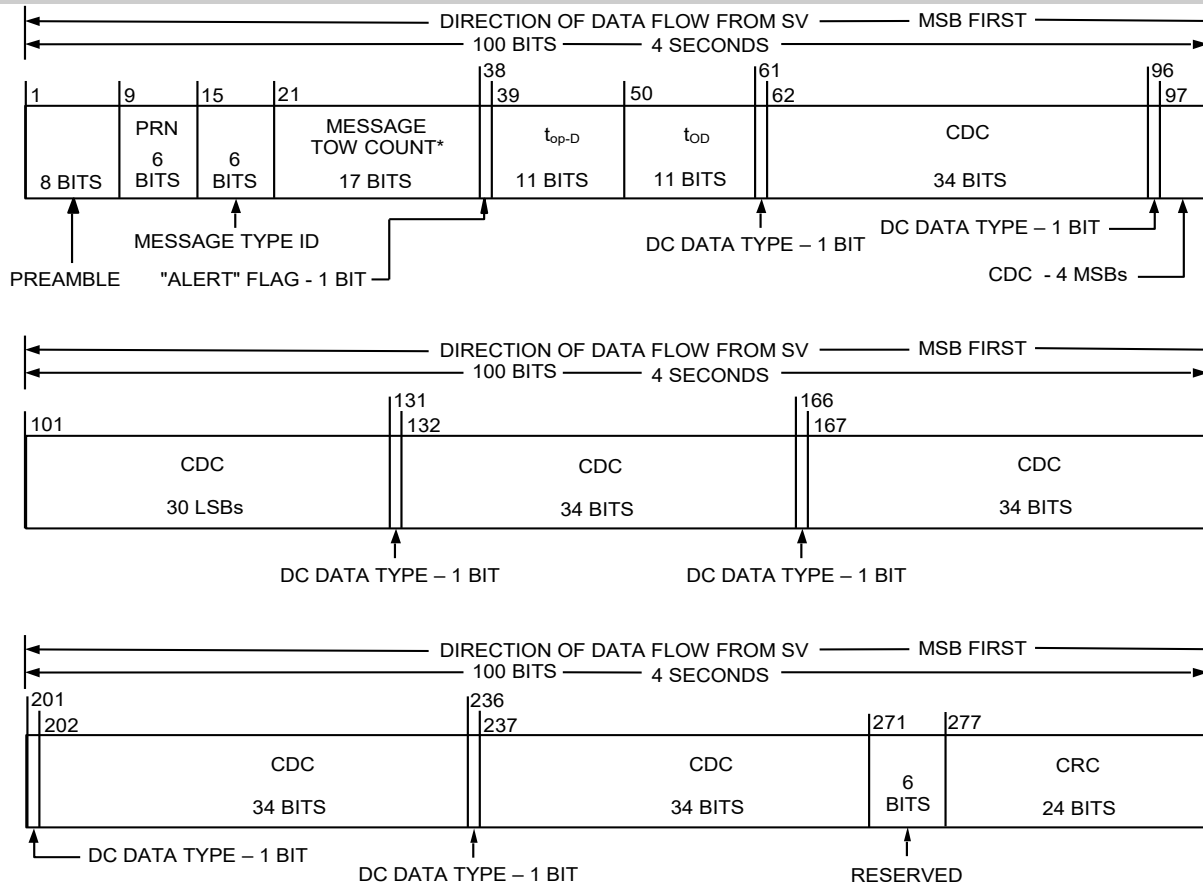 DIRECTION OF DATA FLOW FROM SV MSB FIRST
100 BITS 4 SECONDS
38 61 96
1 9 15 21 39 50 62 97
PRN MESSAGE t_op-D t_OD CDC
TOW COUNT*
6 6
8 BITS BITS BITS 17 BITS 11 BITS 11 BITS 34 BITS
MESSAGE TYPE ID DC DATA TYPE – 1 BIT DC DATA TYPE – 1 BIT
PREAMBLE "ALERT" FLAG - 1 BIT CDC - 4 MSBs
DIRECTION OF DATA FLOW FROM SV MSB FIRST
100 BITS 4 SECONDS
131 166
101 132 167
CDC CDC CDC
30 LSBs 34 BITS 34 BITS
DC DATA TYPE – 1 BIT DC DATA TYPE – 1 BIT
DIRECTION OF DATA FLOW FROM SV MSB FIRST
100 BITS 4 SECONDS
201 236
202 237 271 277
CDC CDC 6 CRC
34 BITS 34 BITS BITS 24 BITS
DC DATA TYPE – 1 BIT
DC DATA TYPE – 1 BIT RESERVED